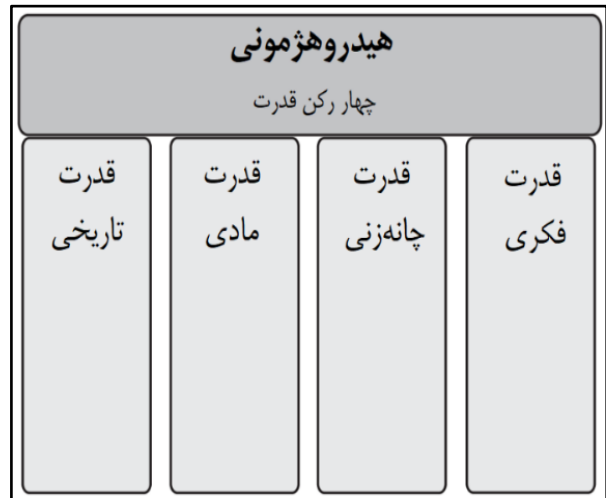 هیدروهژمونی
چهار رکن قدرت
قدرت
فکری
قدرت
چانه‌زنی
قدرت
مادی
قدرت
تاریخی